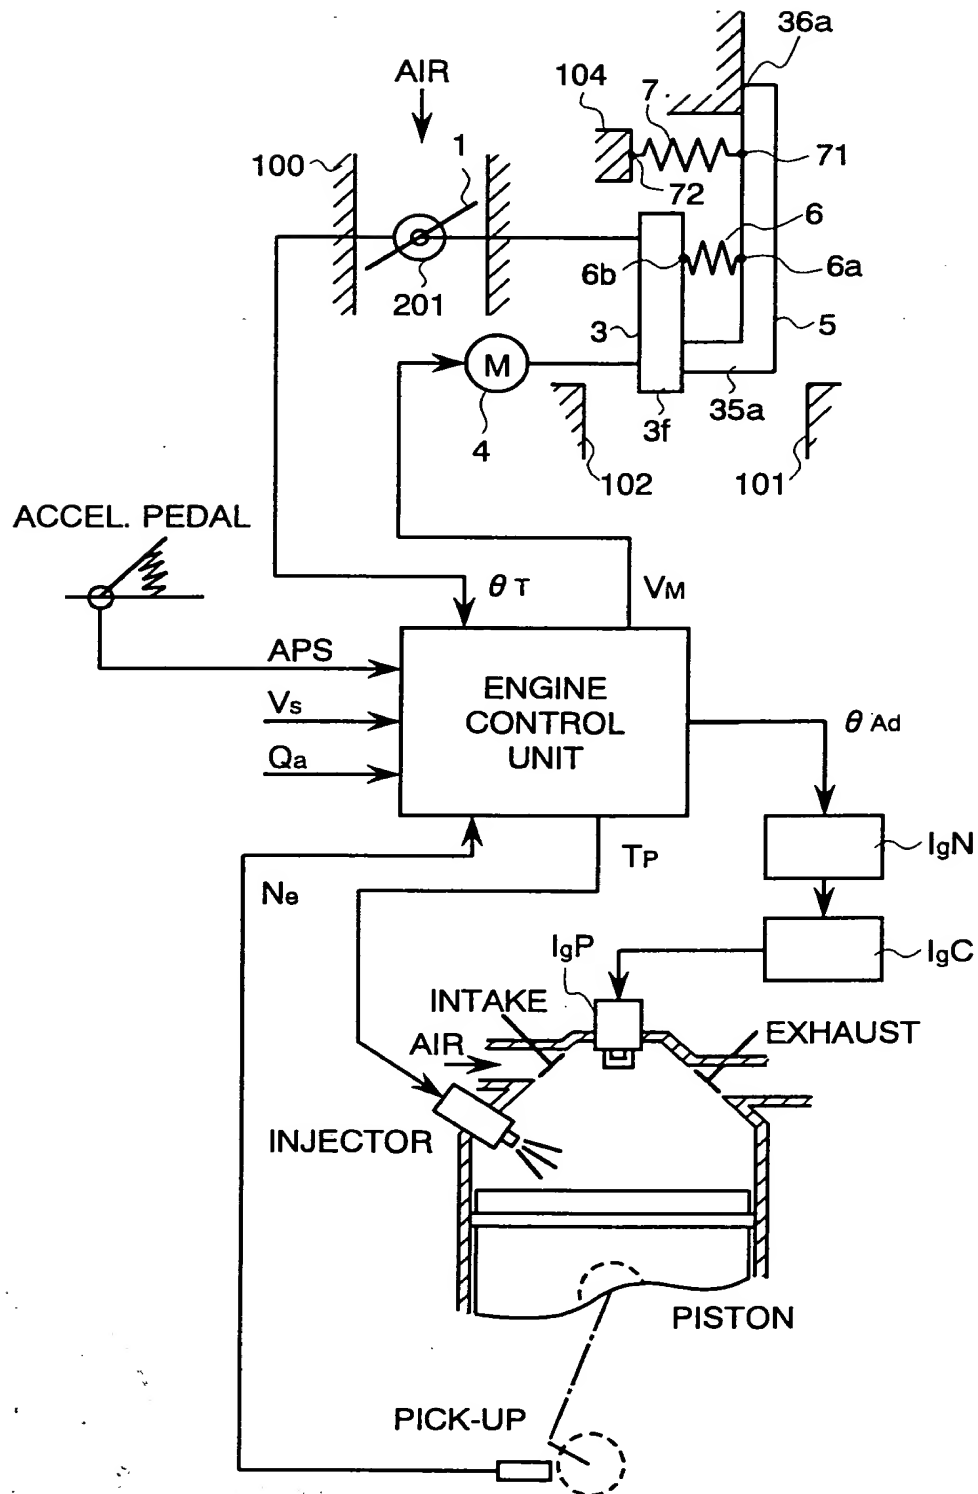 36a
AIR
104
7
100
1
71
72
6
6b
6a
201
3
5
M
35a
4
3f
102
101
ACCEL. PEDAL
θT
VM
APS
ENGINE
CONTROL
UNIT
Vs
θAd
Qa
IgN
TP
Ne
IgC
IgP
INTAKE
EXHAUST
AIR
INJECTOR
PISTON
PICK-UP